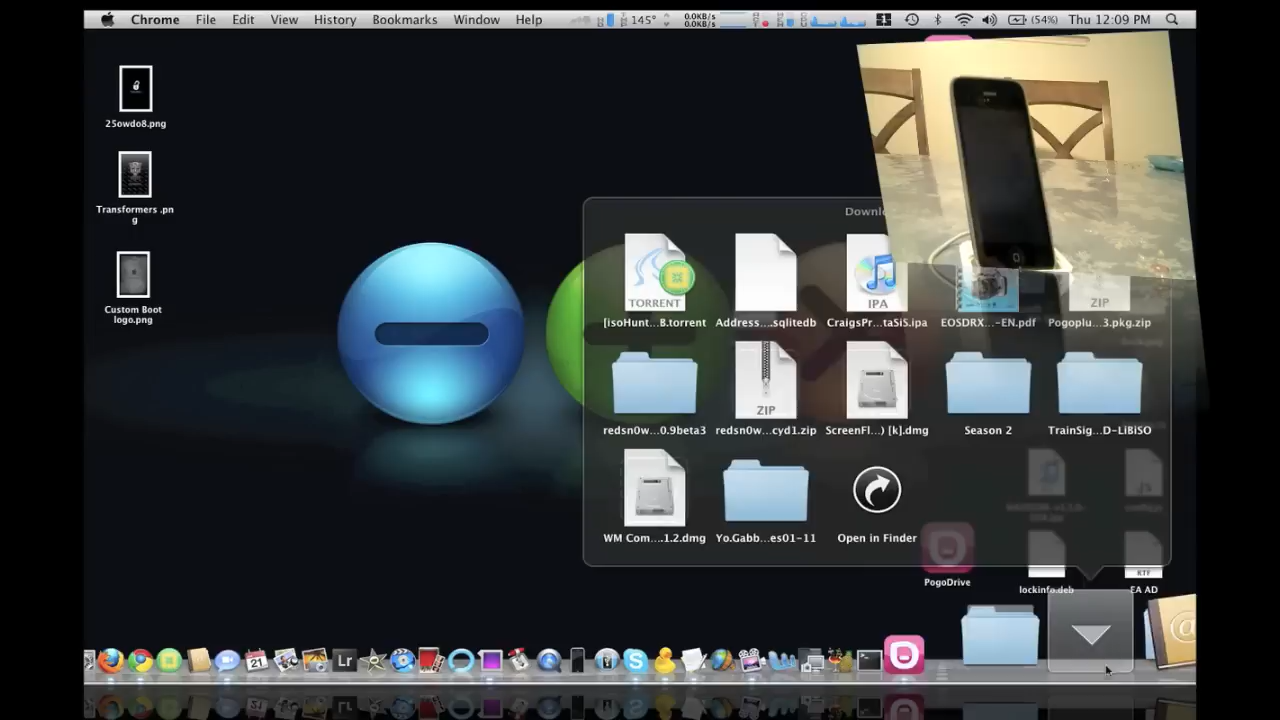 Chrome File Edit View History Bookmarks Window Help 145° 0.0KB/s 0.0KB/s (54%) Thu 12:09 PM
25owdo8.png
Transformers .pn
g
Custom Boot
logo.png
TORRENT
IPA
ZIP
[isoHunt...B.torrent Address....sqlitedb CraigsPr...taSiS.ipa EOSDRX...-EN.pdf Pogoplu...3.pkg.zip
ZIP
redsn0w...0.9beta3 redsn0w...cyd1.zip ScreenFl...) [k].dmg Season 2 TrainSig...D-LiBiSO
WM Com....1.2.dmg Yo.Gabb...es01-11 Open in Finder
PogoDrive
lockinfo.deb
RTF
EA AD
21
Lr